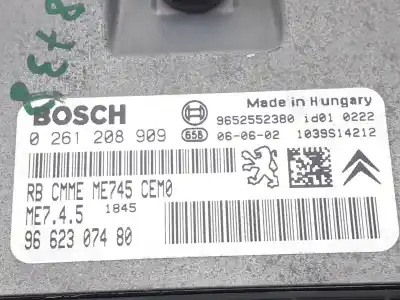 BOSCH
Made in Hungary
9652552380 id01 0222
0 261 208 909 658 06-06-02 1039S14212
RB CMME ME745 CEM0
ME7.4.5 1845
96 623 074 80